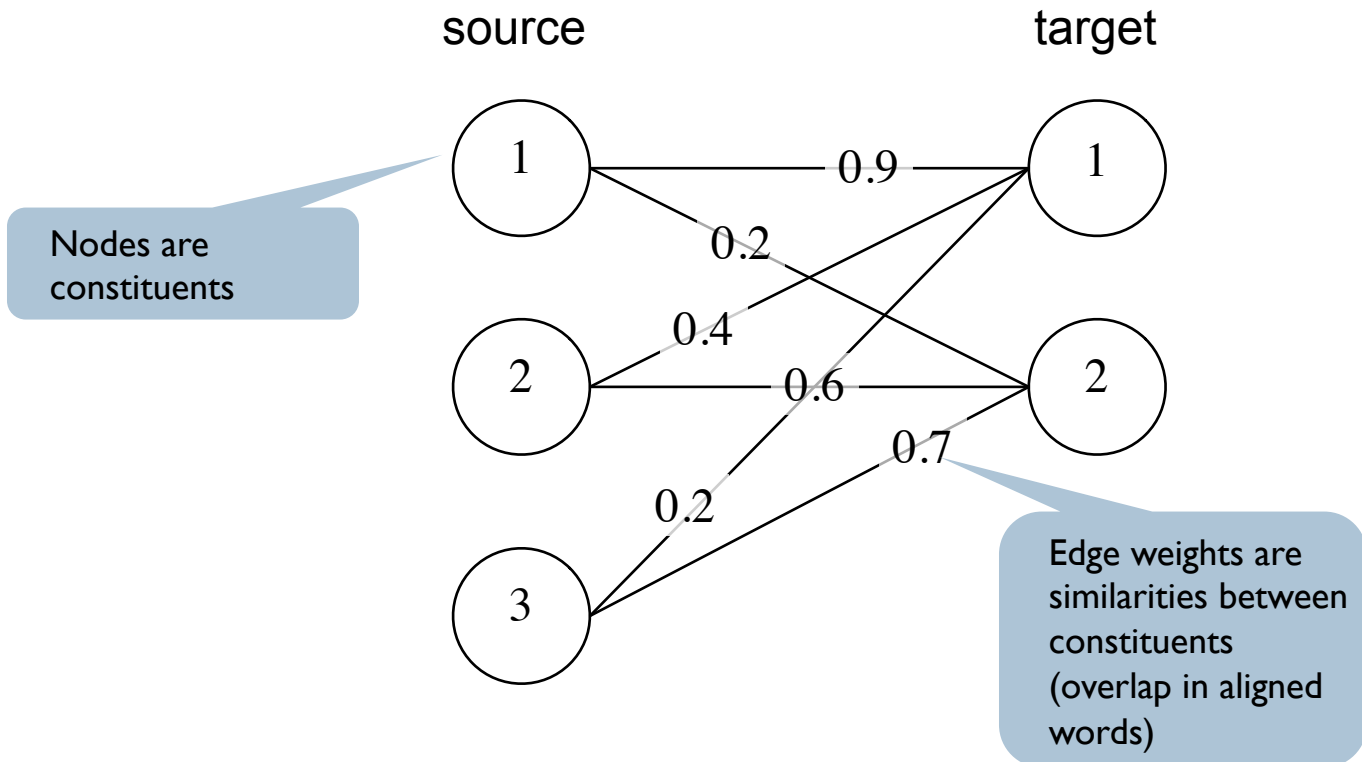 source
target
1
0.9
1
Nodes are
constituents
0.2
0.4
2
0.6
2
0.7
0.2
3
Edge weights are
similarities between
constituents
(overlap in aligned
words)